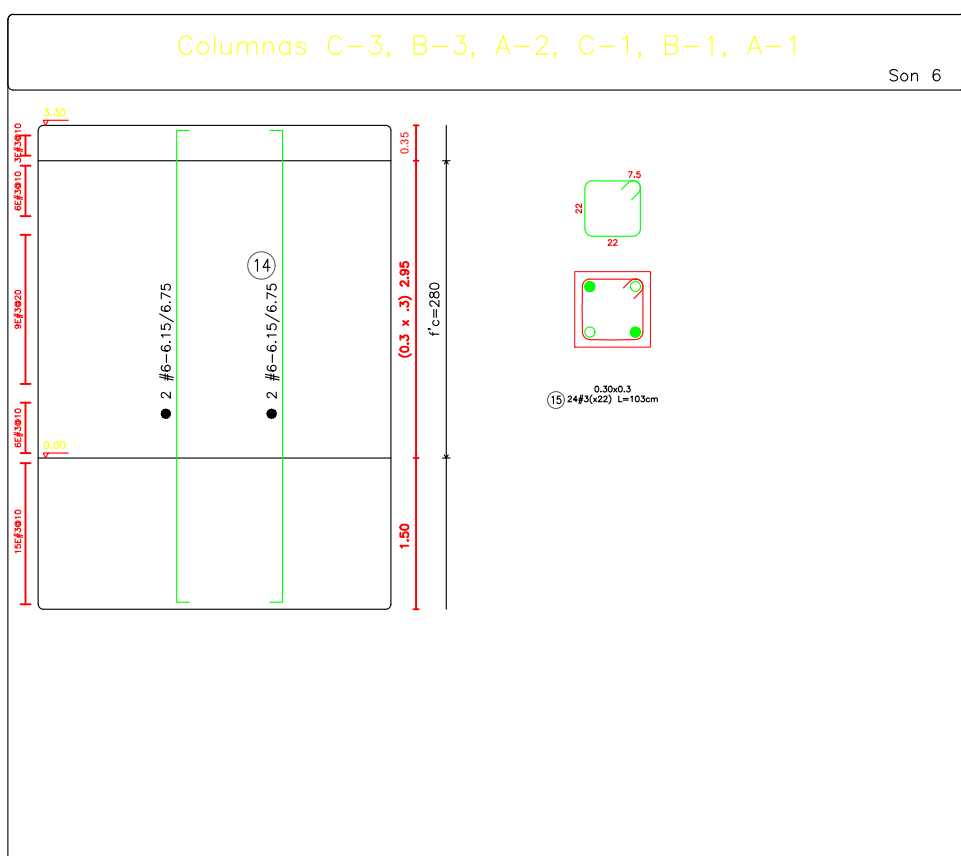 Columnas C-3, B-3, A-2, C-1, B-1, A-1
Son 6
3.30
3E#3@10
0.35
6E#3@10
9E#3@20
6E#3@10
0.00
15E#3@10
2 #6-6.15/6.75
14
2 #6-6.15/6.75
(0.3 x .3) 2.95
1.50
f'c=280
7.5
22
22
0.30x0.3
15 24#3(x22) L=103cm